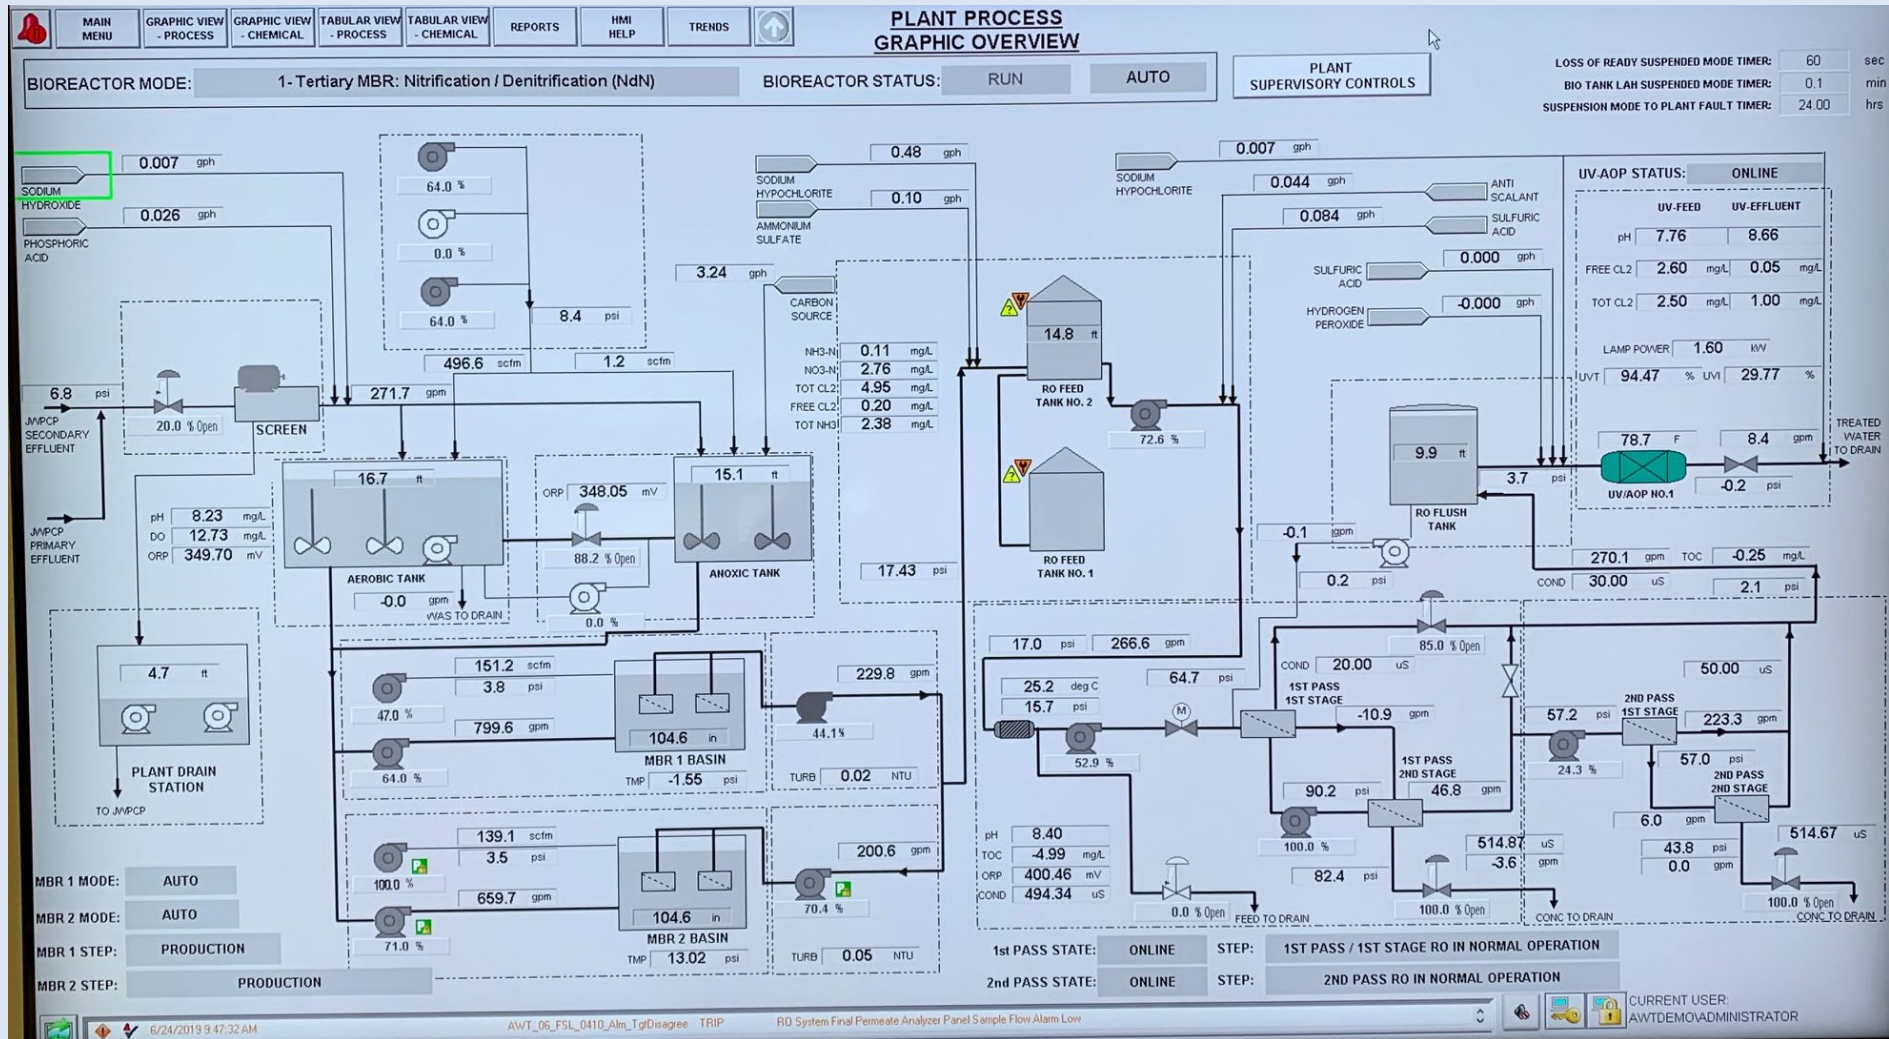 MAIN
MENU
GRAPHIC VIEW
- PROCESS
GRAPHIC VIEW
- CHEMICAL
TABULAR VIEW
- PROCESS
TABULAR VIEW
- CHEMICAL
REPORTS
HMI
HELP
TRENDS
PLANT PROCESS
GRAPHIC OVERVIEW
BIOREACTOR MODE: 1- Tertiary MBR: Nitrification / Denitrification (NdN)
BIOREACTOR STATUS: RUN AUTO
PLANT
SUPERVISORY CONTROLS
LOSS OF READY SUSPENDED MODE TIMER: 60 sec
BIO TANK LAH SUSPENDED MODE TIMER: 0.1 min
SUSPENSION MODE TO PLANT FAULT TIMER: 24.00 hrs
0.007 gph
SODIUM
HYDROXIDE
0.026 gph
PHOSPHORIC
ACID
64.0 %
0.0 %
64.0 %
8.4 psi
496.6 scfm
1.2 scfm
SODIUM
HYPOCHLORITE
0.48 gph
AMMONIUM
SULFATE
0.10 gph
3.24 gph
CARBON
SOURCE
SODIUM
HYPOCHLORITE
0.007 gph
0.044 gph
ANTI
SCALANT
0.084 gph
SULFURIC
ACID
SULFURIC
ACID
0.000 gph
HYDROGEN
PEROXIDE
-0.000 gph
UV-AOP STATUS: ONLINE
UV-FEED UV-EFFLUENT
pH 7.76 8.66
FREE CL2 2.60 mg/L 0.05 mg/L
TOT CL2 2.50 mg/L 1.00 mg/L
LAMP POWER 1.60 kW
UVT 94.47 % UVI 29.77 %
78.7 F
8.4 gpm
UV/AOP NO.1
-0.2 psi
TREATED
WATER
TO DRAIN
6.8 psi
JWPCP
SECONDARY
EFFLUENT
20.0 % Open
SCREEN
271.7 gpm
JWPCP
PRIMARY
EFFLUENT
pH 8.23 mg/L
DO 12.73 mg/L
ORP 349.70 mV
16.7 ft
AEROBIC TANK
-0.0 gpm
WAS TO DRAIN
ORP 348.05 mV
88.2 % Open
0.0 %
15.1 ft
ANOXIC TANK
NH3-N 0.11 mg/L
NO3-N 2.76 mg/L
TOT CL2 4.95 mg/L
FREE CL2 0.20 mg/L
TOT NH3 2.38 mg/L
17.43 psi
14.8 ft
RO FEED
TANK NO. 2
RO FEED
TANK NO. 1
72.6 %
9.9 ft
RO FLUSH
TANK
3.7 psi
-0.1 gpm
0.2 psi
270.1 gpm TOC -0.25 mg/L
COND 30.00 uS
2.1 psi
4.7 ft
PLANT DRAIN
STATION
TO JWPCP
151.2 scfm
3.8 psi
47.0 %
799.6 gpm
64.0 %
104.6 in
MBR 1 BASIN
TMP -1.55 psi
229.8 gpm
44.1%
TURB 0.02 NTU
139.1 scfm
3.5 psi
100.0 %
659.7 gpm
71.0 %
104.6 in
MBR 2 BASIN
TMP 13.02 psi
200.6 gpm
70.4 %
TURB 0.05 NTU
17.0 psi 266.6 gpm
25.2 deg C
15.7 psi
52.9 %
64.7 psi
M
COND 20.00 uS
1ST PASS
1ST STAGE
-10.9 gpm
85.0 % Open
1ST PASS
2ND STAGE
90.2 psi
46.8 gpm
100.0 %
82.4 psi
514.87 uS
-3.6 gpm
100.0 % Open
CONC TO DRAIN
pH 8.40
TOC -4.99 mg/L
ORP 400.46 mV
COND 494.34 uS
0.0 % Open
FEED TO DRAIN
50.00 uS
57.2 psi
24.3 %
2ND PASS
1ST STAGE
223.3 gpm
57.0 psi
2ND PASS
2ND STAGE
6.0 gpm
43.8 psi
0.0 gpm
514.67 uS
100.0 % Open
CONC TO DRAIN
MBR 1 MODE: AUTO
MBR 2 MODE: AUTO
MBR 1 STEP: PRODUCTION
MBR 2 STEP: PRODUCTION
1st PASS STATE: ONLINE STEP: 1ST PASS / 1ST STAGE RO IN NORMAL OPERATION
2nd PASS STATE: ONLINE STEP: 2ND PASS RO IN NORMAL OPERATION
6/24/2019 9:47:32 AM AWT_06_FSL_0410_Alm_TgtDisagree TRIP RO System Final Permeate Analyzer Panel Sample Flow Alarm Low
CURRENT USER:
AWTDEMO\ADMINISTRATOR